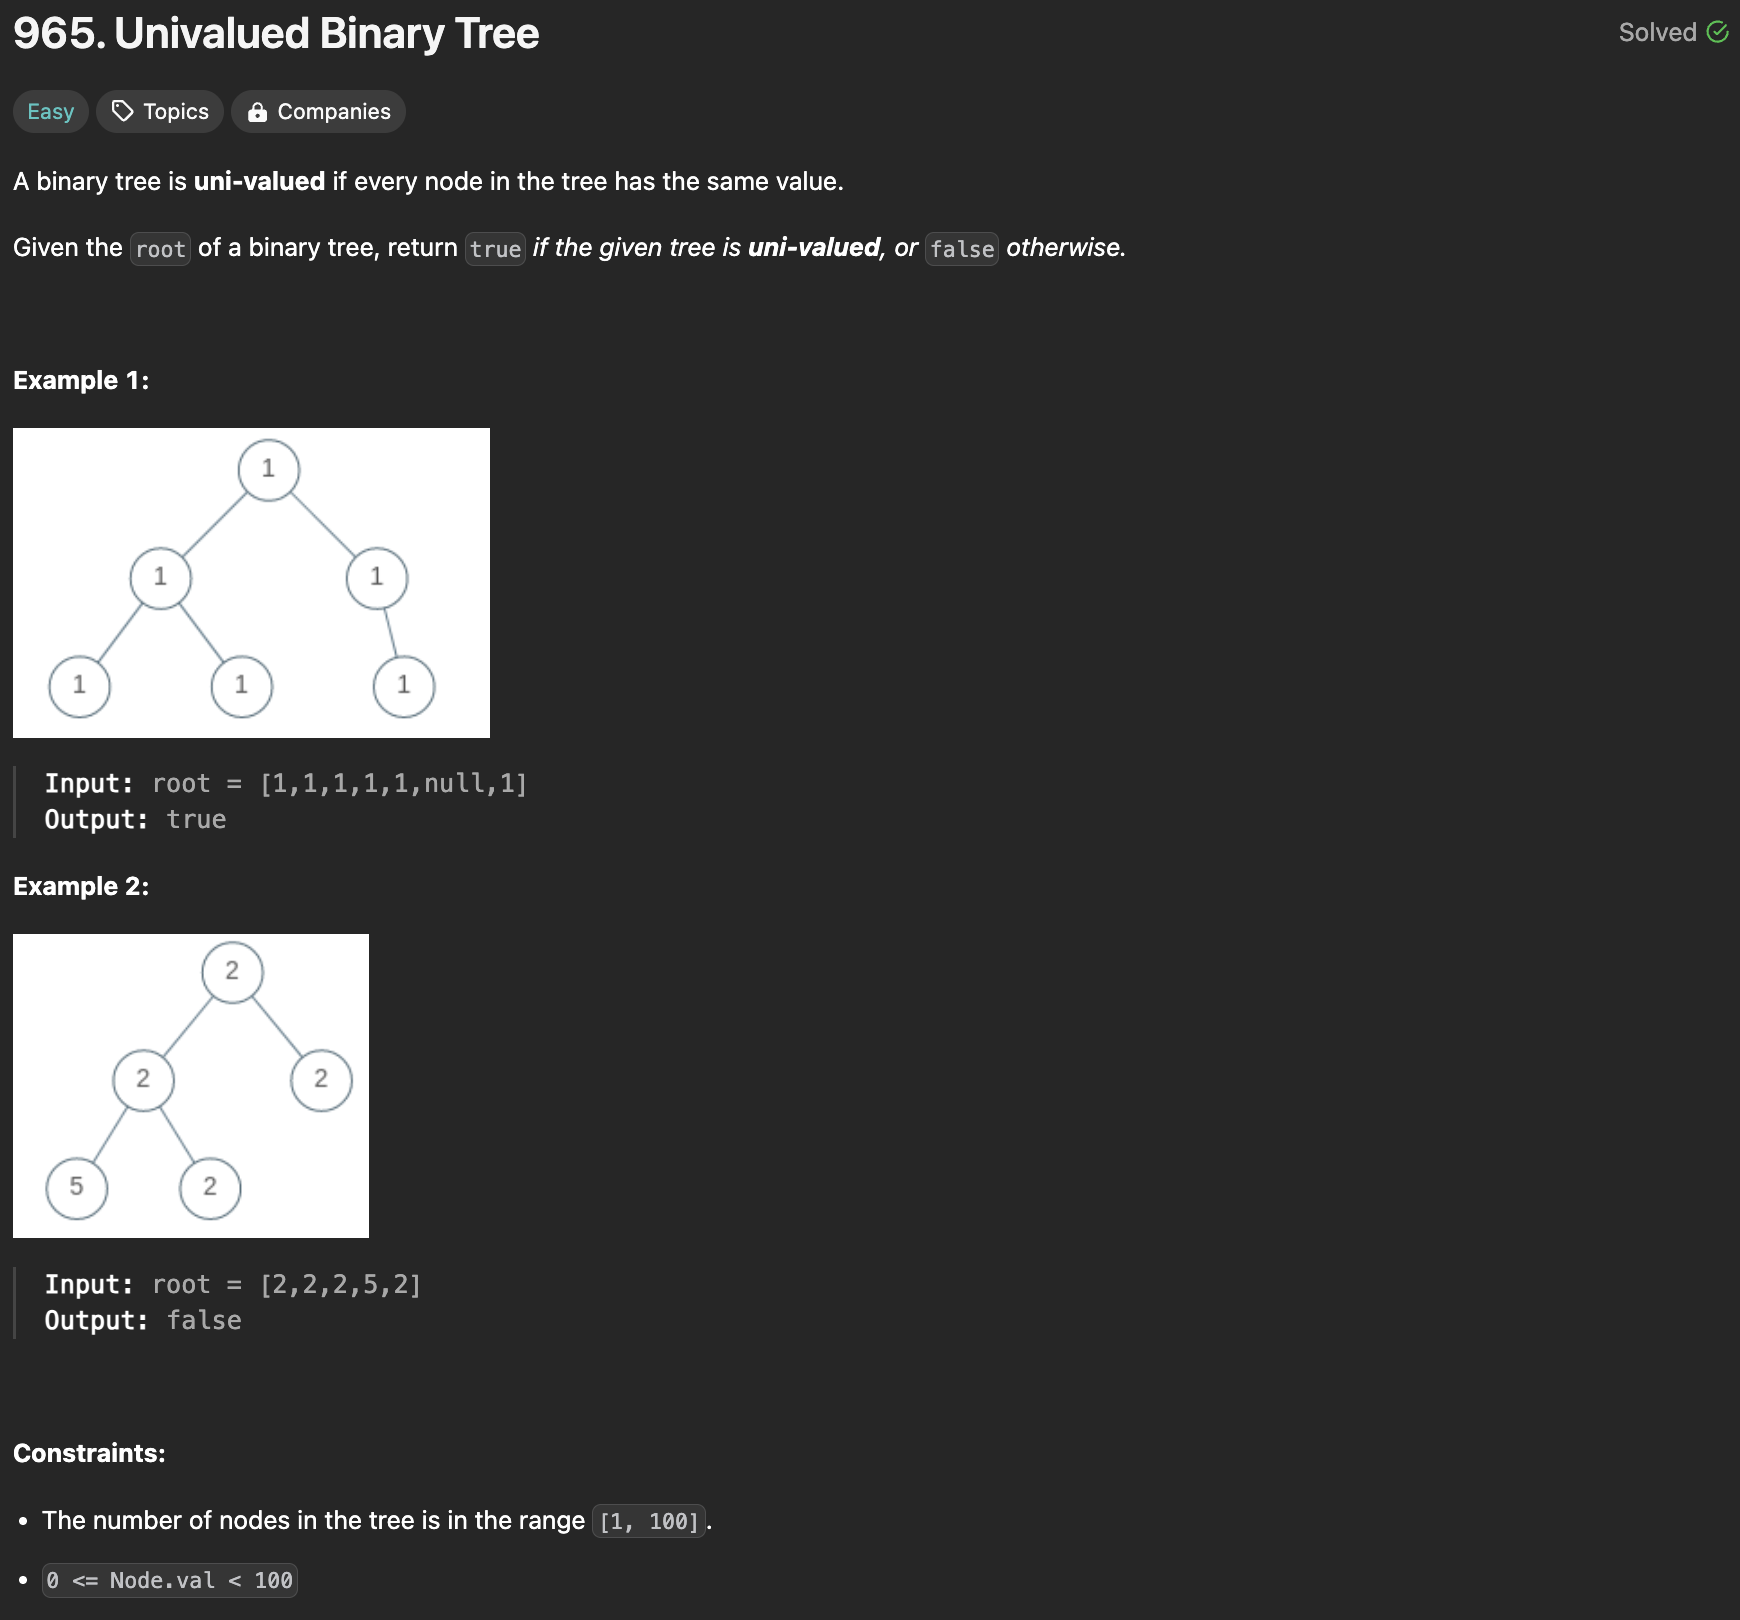 965. Univalued Binary Tree
Solved
Easy Topics Companies
A binary tree is uni-valued if every node in the tree has the same value.
Given the root of a binary tree, return true if the given tree is uni-valued, or false otherwise.
Example 1:
1
1 1
1 1 1
Input: root = [1,1,1,1,1,null,1]
Output: true
Example 2:
2
2 2
5 2
Input: root = [2,2,2,5,2]
Output: false
Constraints:
• The number of nodes in the tree is in the range [1, 100].
• 0 <= Node.val < 100